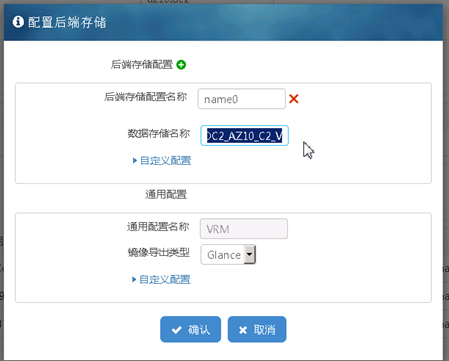 配置后端存储
后端存储配置
后端存储配置名称 name0
数据存储名称 DC2_AZ10_C2_V
自定义配置
通用配置
通用配置名称 VRM
镜像导出类型 Glance
自定义配置
确认 取消